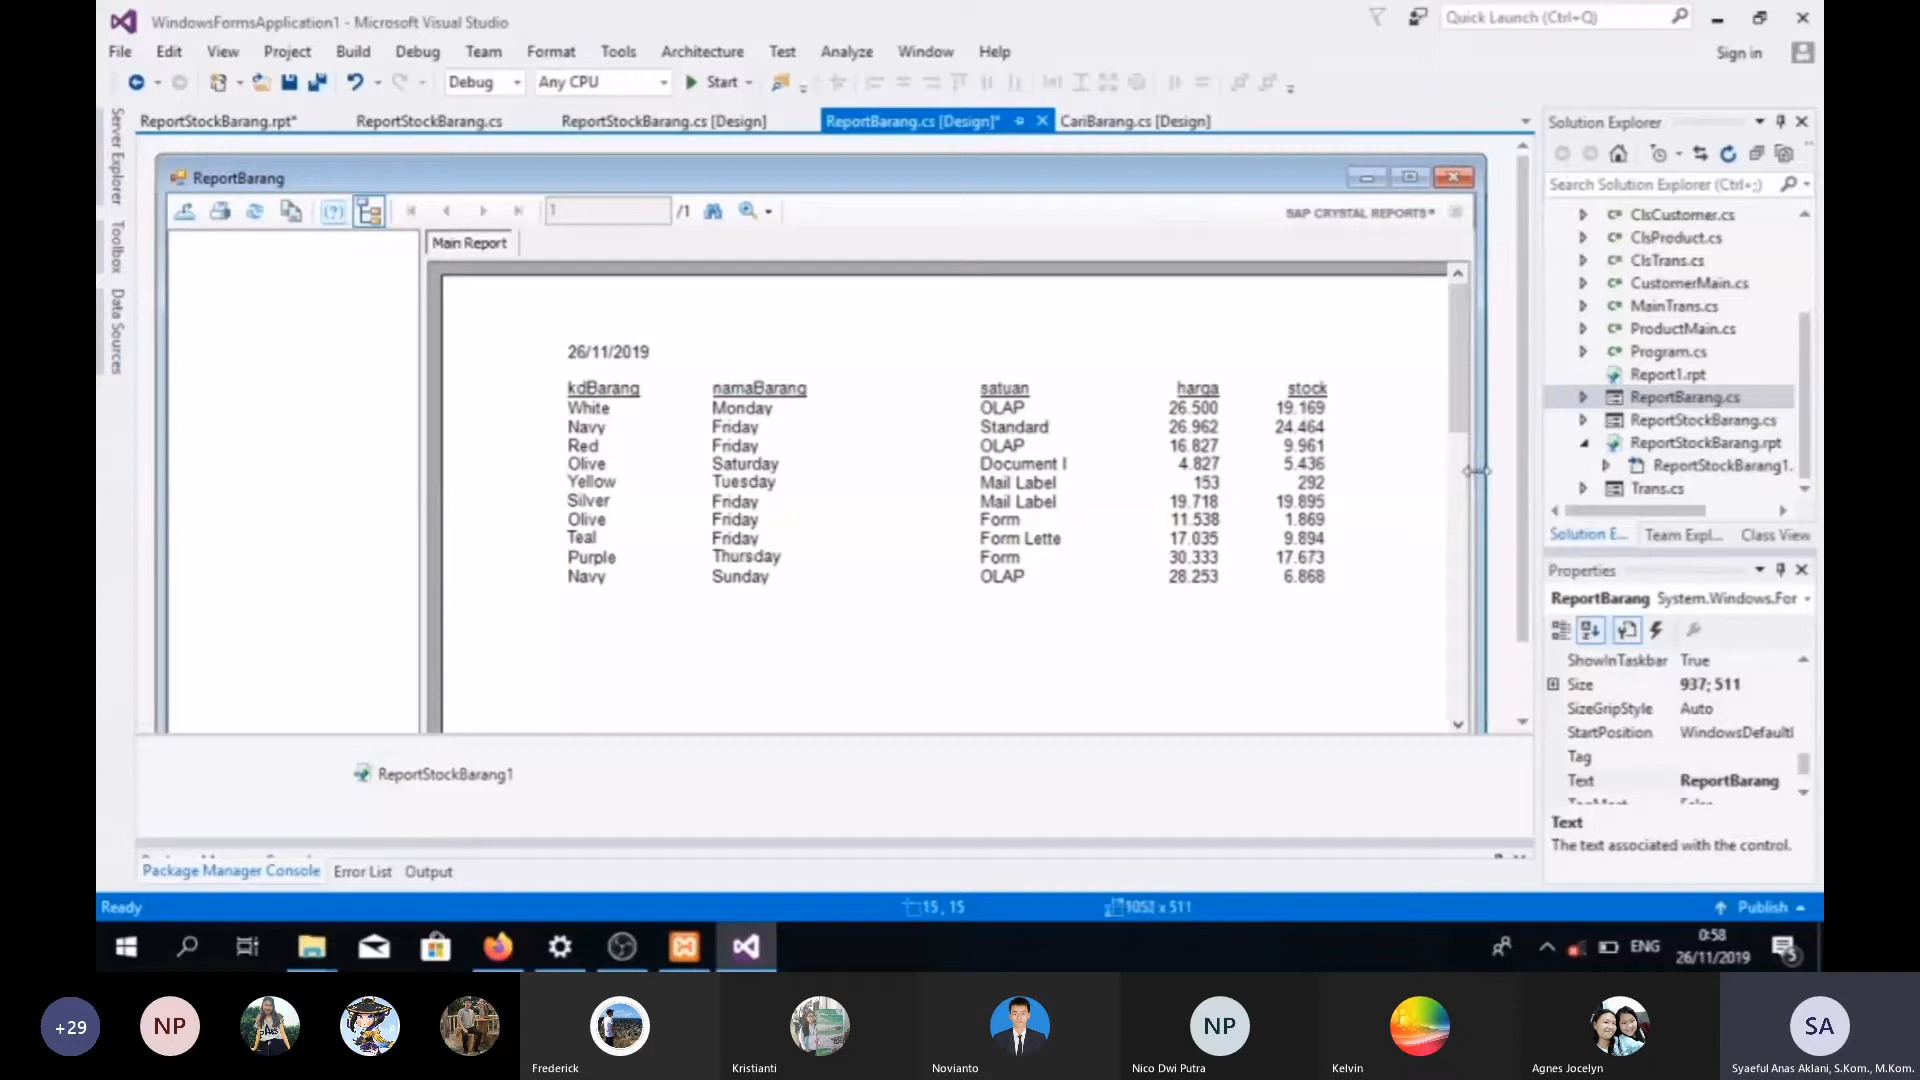 WindowsFormsApplication1 - Microsoft Visual Studio
Quick Launch (Ctrl+Q)
File Edit View Project Build Debug Team Format Tools Architecture Test Analyze Window Help
Sign in
Debug Any CPU Start
Server Explorer
Toolbox
Data Sources
ReportStockBarang.rpt* ReportStockBarang.cs ReportStockBarang.cs [Design] ReportBarang.cs [Design]* CariBarang.cs [Design]
ReportBarang
1 /1
SAP CRYSTAL REPORTS®
Main Report
26/11/2019
kdBarang namaBarang satuan harga stock
White Monday OLAP 26.500 19.169
Navy Friday Standard 26.962 24.464
Red Friday OLAP 16.827 9.961
Olive Saturday Document I 4.827 5.436
Yellow Tuesday Mail Label 153 292
Silver Friday Mail Label 19.718 19.895
Olive Friday Form 11.538 1.869
Teal Friday Form Lette 17.035 9.894
Purple Thursday Form 30.333 17.673
Navy Sunday OLAP 28.253 6.868
ReportStockBarang1
Package Manager Console Error List Output
Solution Explorer
Search Solution Explorer (Ctrl+;)
ClsCustomer.cs
ClsProduct.cs
ClsTrans.cs
CustomerMain.cs
MainTrans.cs
ProductMain.cs
Program.cs
Report1.rpt
ReportBarang.cs
ReportStockBarang.cs
ReportStockBarang.rpt
ReportStockBarang1.
Trans.cs
Solution E... Team Expl... Class View
Properties
ReportBarang System.Windows.For
ShowInTaskbar True
Size 937; 511
SizeGripStyle Auto
StartPosition WindowsDefaultl
Tag
Text ReportBarang
Text
The text associated with the control.
Ready
15 , 15
x 511
Publish
ENG
0:58
26/11/2019
5
+29
NP
NP
SA
Frederick
Kristianti
Novianto
Nico Dwi Putra
Kelvin
Agnes Jocelyn
Syaeful Anas Aklani, S.Kom., M.Kom.